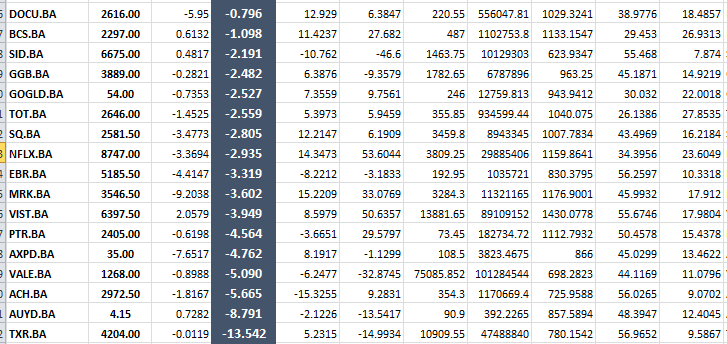 DOCU.BA 2616.00 -5.95 -0.796 12.929 6.3847 220.55 556047.81 1029.3241 38.9776 18.4857
BCS.BA 2297.00 0.6132 -1.098 11.4237 27.682 487 1102753.8 1133.1547 29.453 26.9313
SID.BA 6675.00 0.4817 -2.191 -10.762 -46.6 1463.75 10129303 623.9347 55.468 7.874
GGB.BA 3889.00 -0.2821 -2.482 6.3876 -9.3579 1782.65 6787896 963.25 45.1871 14.9219
GOGLD.BA 54.00 -0.7353 -2.527 7.3559 9.7561 246 12759.813 943.9412 30.032 22.0018
TOT.BA 2646.00 -1.4525 -2.559 5.3973 5.9459 355.85 934599.44 1040.075 26.1386 27.8535
SQ.BA 2581.50 -3.4773 -2.805 12.2147 6.1909 3459.8 8943345 1007.7834 43.4969 16.2184
NFLX.BA 8747.00 -3.3694 -2.935 14.3473 53.6044 3809.25 29885406 1159.8641 34.3956 23.6049
EBR.BA 5185.50 -4.4147 -3.319 -8.2212 -3.1833 192.95 1035721 830.3795 56.2597 10.3318
MRK.BA 3546.50 -9.2038 -3.602 15.2209 33.0769 3284.3 11321165 1176.9001 45.9932 17.912
VIST.BA 6397.50 2.0579 -3.949 8.5979 50.6357 13881.65 89109152 1430.0778 55.6746 17.9804
PTR.BA 2405.00 -0.6198 -4.564 -3.6651 29.5797 73.45 182734.72 1112.7932 50.4578 15.4378
AXPD.BA 35.00 -7.6517 -4.762 8.1917 -1.1299 108.5 3823.4675 866 45.0299 13.4622
VALE.BA 1268.00 -0.8988 -5.090 -6.2477 -32.8745 75085.852 101284544 698.2823 44.1169 11.0796
ACH.BA 2972.50 -1.8167 -5.665 -15.3255 9.2831 354.3 1170669.4 725.9588 56.0265 9.0702
AUYD.BA 4.15 0.7282 -8.791 -2.1226 -13.5417 90.9 392.2265 857.5894 48.3947 12.4045
TXR.BA 4204.00 -0.0119 -13.542 5.2315 -14.9934 10909.55 47488840 780.1542 56.9652 9.5867